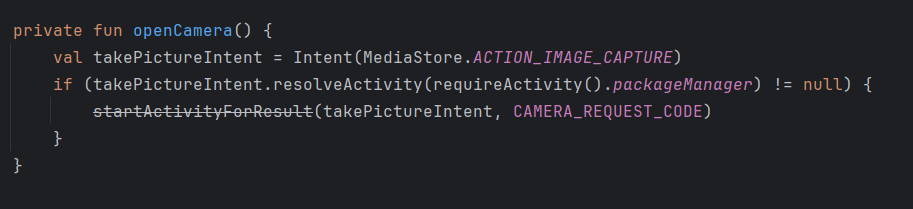 private fun openCamera() {
    val takePictureIntent = Intent(MediaStore.ACTION_IMAGE_CAPTURE)
    if (takePictureIntent.resolveActivity(requireActivity().packageManager) != null) {
        startActivityForResult(takePictureIntent, CAMERA_REQUEST_CODE)
    }
}